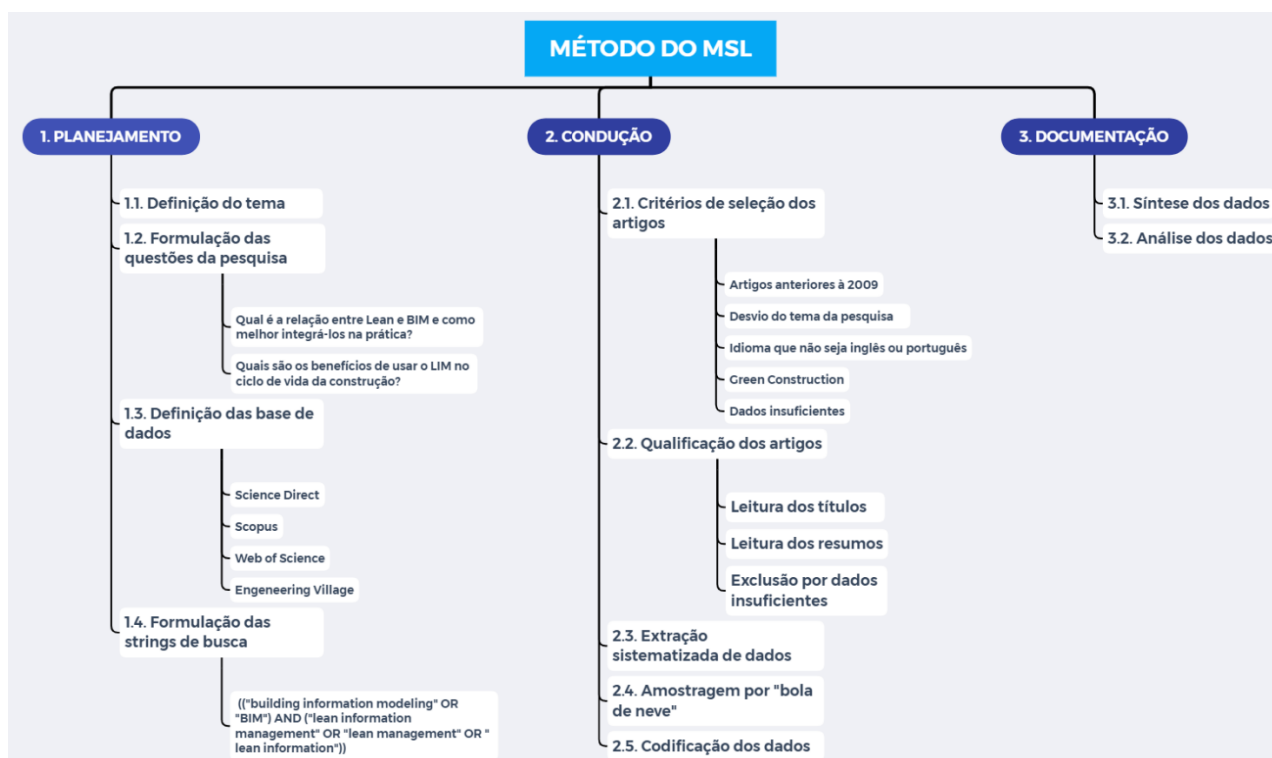 MÉTODO DO MSL
1. PLANEJAMENTO
1.1. Definição do tema
1.2. Formulação das
questões da pesquisa
Qual é a relação entre Lean e BIM e como
melhor integrá-los na prática?
Quais são os benefícios de usar o LIM no
ciclo de vida da construção?
1.3. Definição das base de
dados
Science Direct
Scopus
Web of Science
Engeneering Village
1.4. Formulação das
strings de busca
(("building information modeling" OR
"BIM") AND ("lean information
management" OR "lean management" OR "
lean information"))
2. CONDUÇÃO
2.1. Critérios de seleção dos
artigos
Artigos anteriores à 2009
Desvio do tema da pesquisa
Idioma que não seja inglês ou português
Green Construction
Dados insuficientes
2.2. Qualificação dos artigos
Leitura dos títulos
Leitura dos resumos
Exclusão por dados
insuficientes
2.3. Extração
sistematizada de dados
2.4. Amostragem por "bola
de neve"
2.5. Codificação dos dados
3. DOCUMENTAÇÃO
3.1. Síntese dos dados
3.2. Análise dos dados